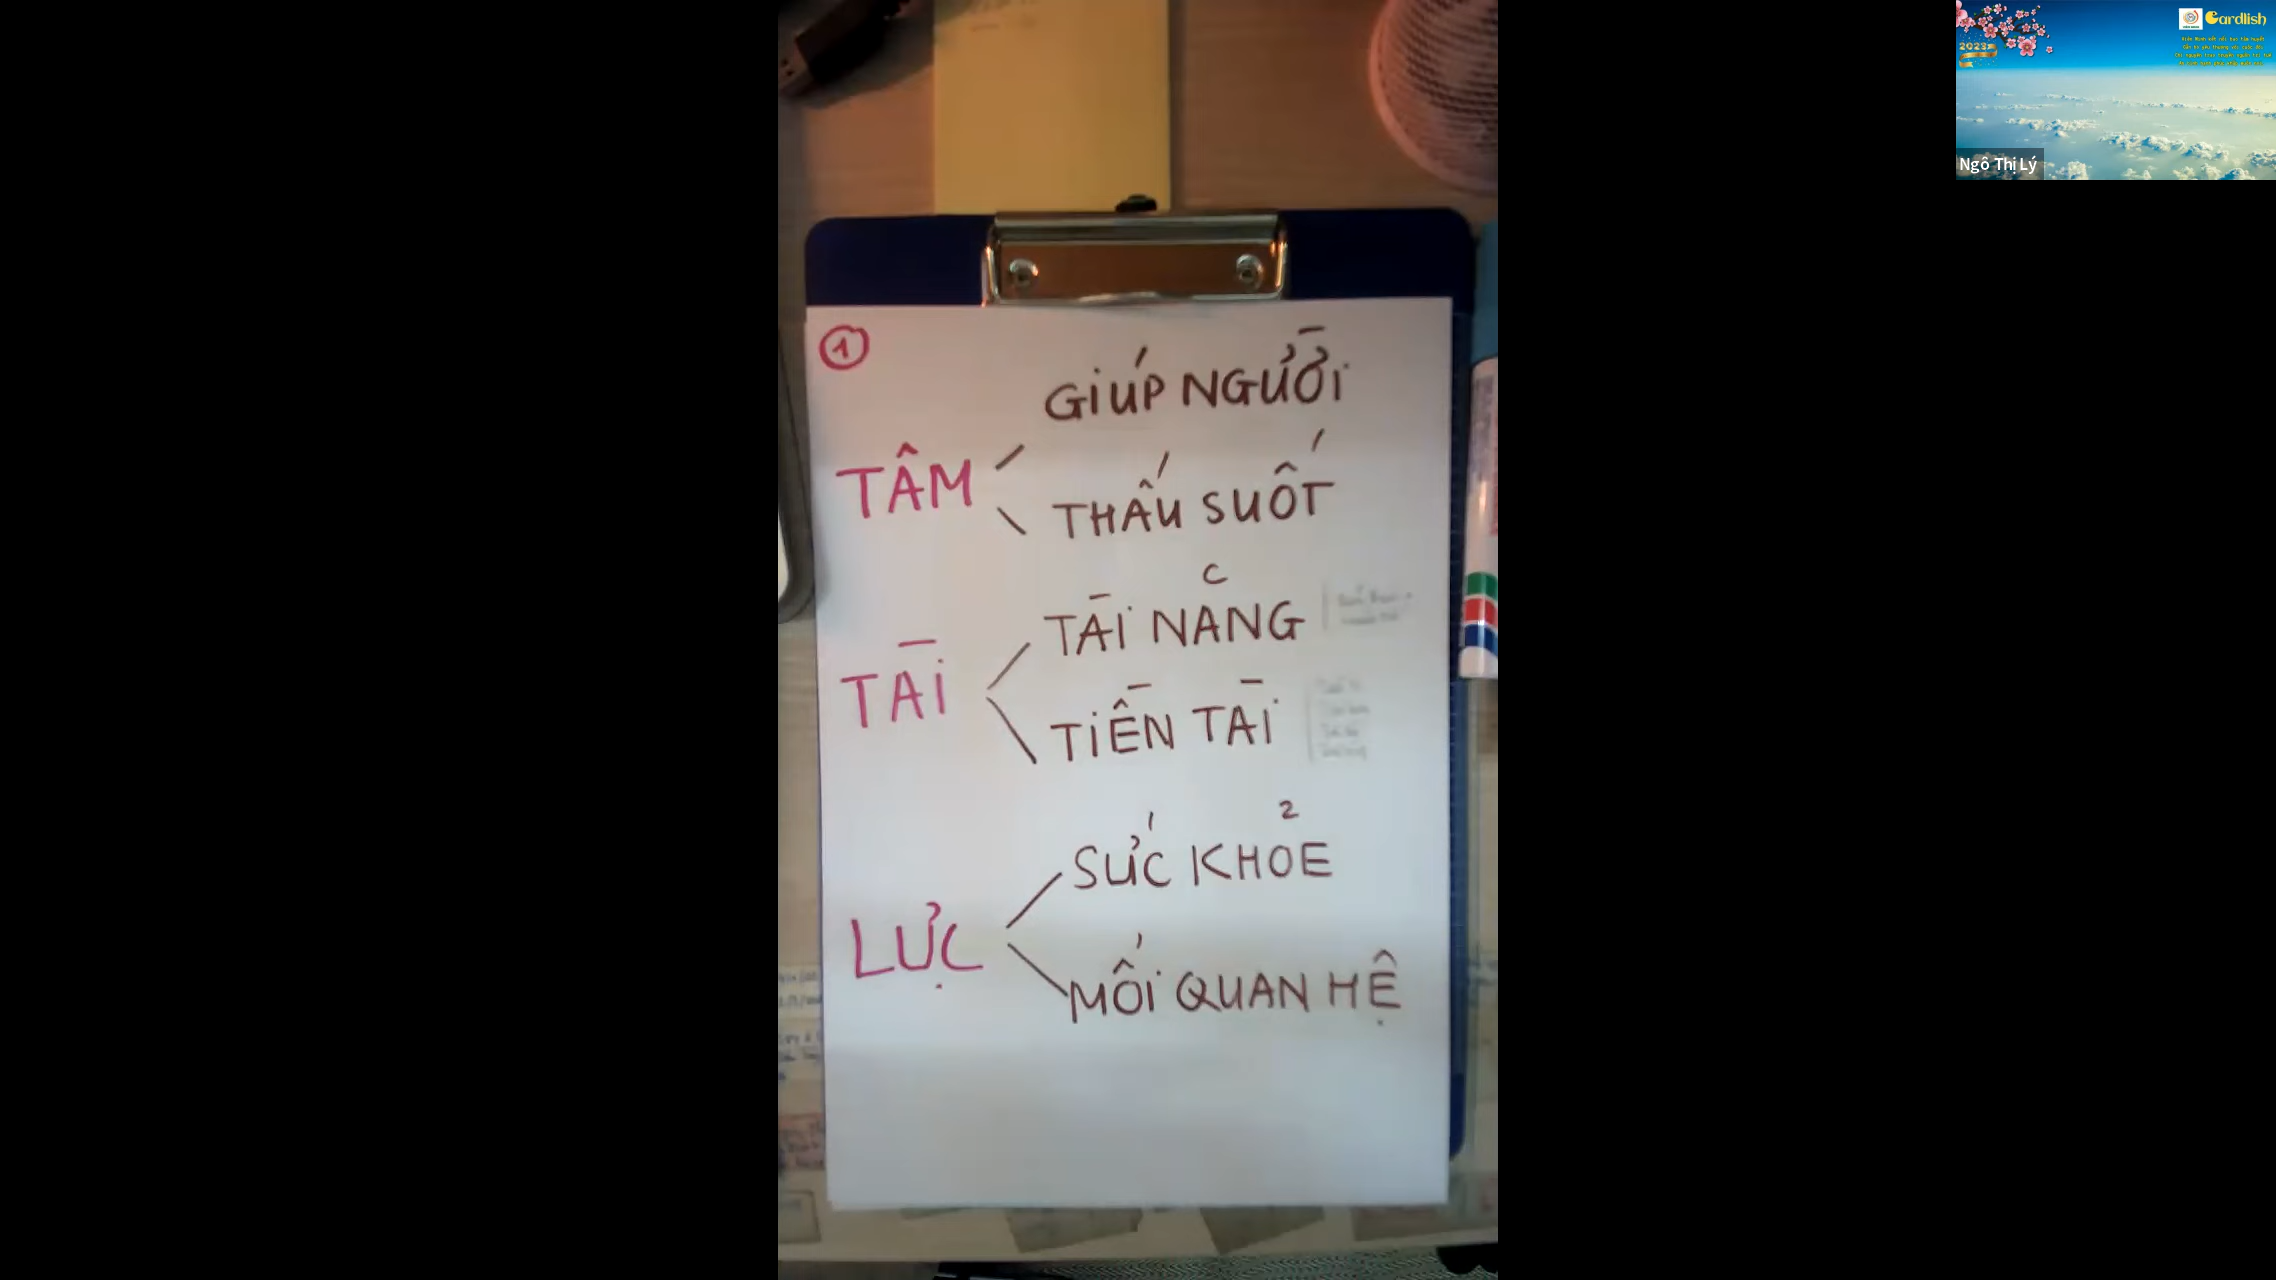 1
GIÚP NGƯỜI
TÂM
THẤU SUỐT
TÀI NĂNG
TÀI
TIỀN TÀI
SỨC KHỎE
LỰC
MỐI QUAN HỆ
2023
Cardlish
Ngô Thị Lý